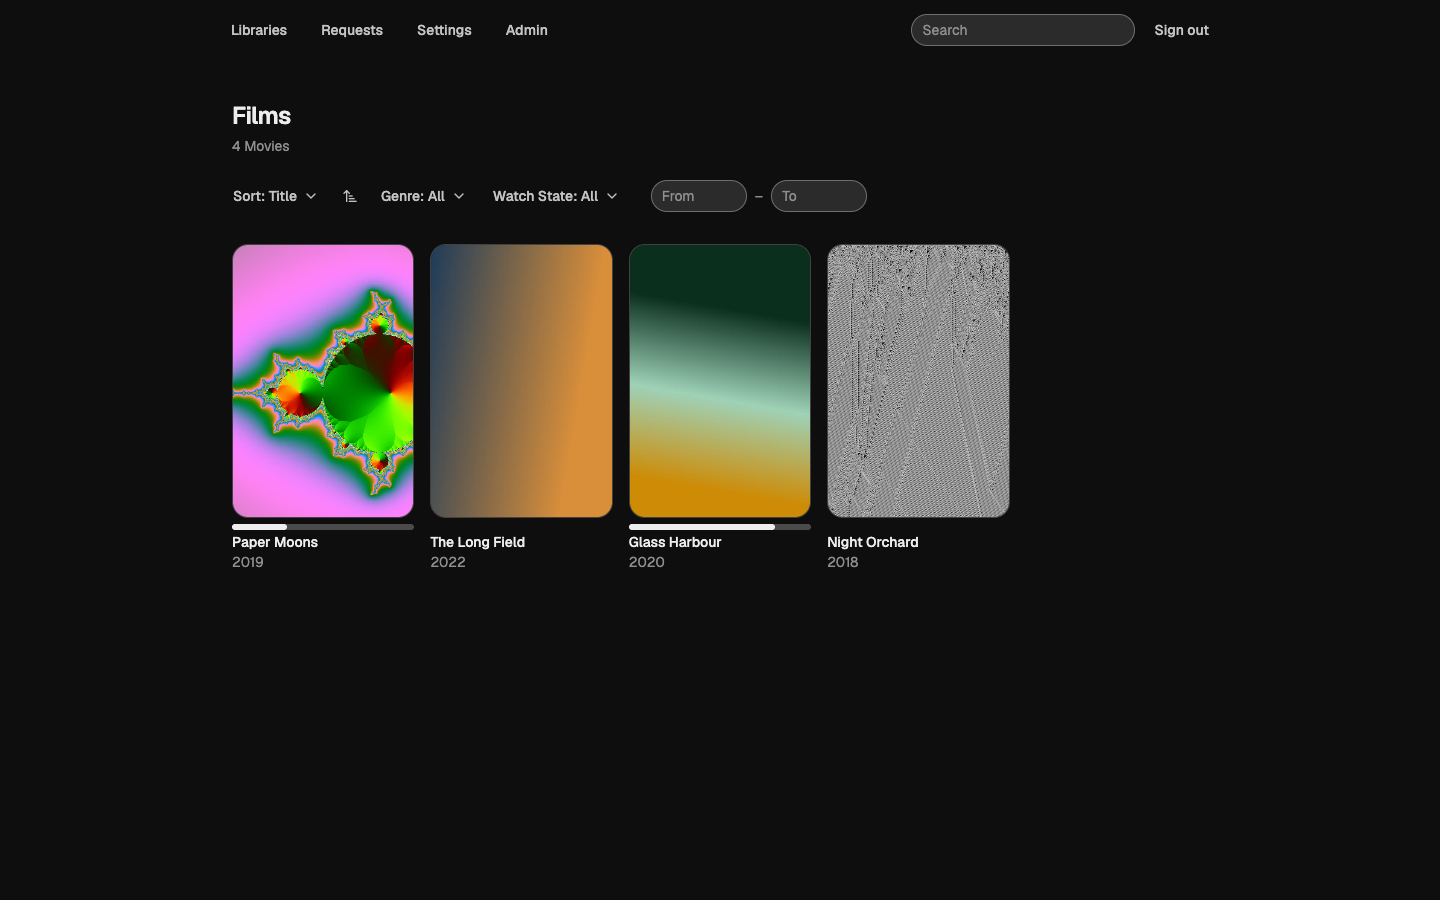 Libraries Requests Settings Admin Search Sign out
Films
4 Movies
Sort: Title Genre: All Watch State: All From – To
Paper Moons The Long Field Glass Harbour Night Orchard
2019 2022 2020 2018